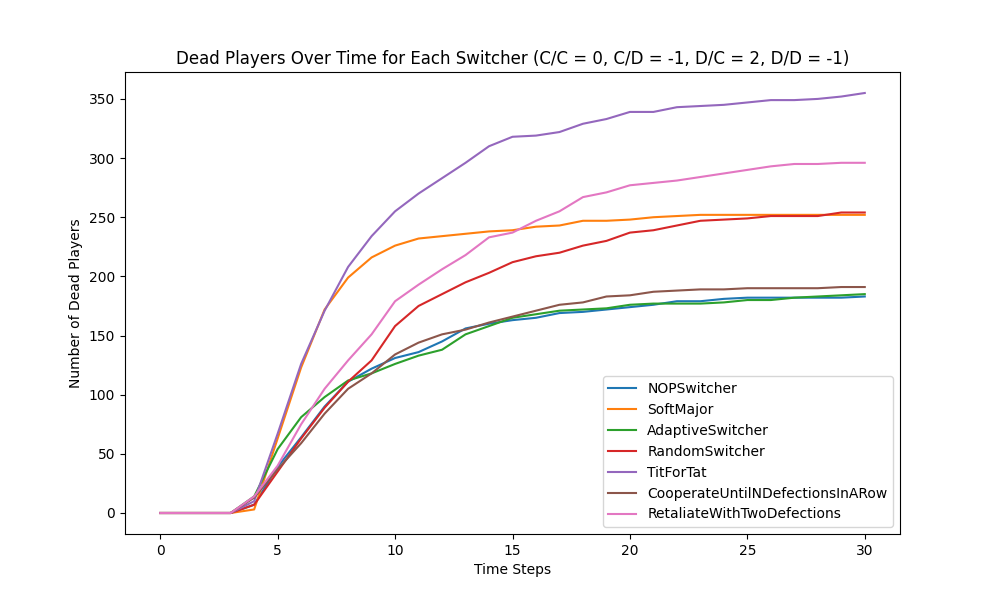 Dead Players Over Time for Each Switcher (C/C = 0, C/D = -1, D/C = 2, D/D = -1)
Number of Dead Players
350
300
250
200
150
100
50
0
0 5 10 15 20 25 30
Time Steps
NOPSwitcher
SoftMajor
AdaptiveSwitcher
RandomSwitcher
TitForTat
CooperateUntilNDefectionsInARow
RetaliateWithTwoDefections